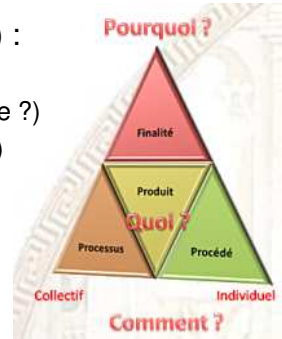 Pourquoi ?
) :
e ?)
)
Finalité
Produit
Quoi ?
Processus
Procédé
Collectif
Individuel
Comment ?